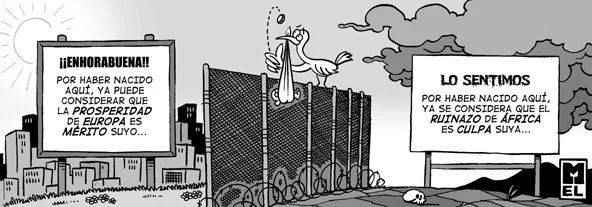 ¡¡ENHORABUENA!!
POR HABER NACIDO
AQUÍ, YA PUEDE
CONSIDERAR QUE
LA PROSPERIDAD
DE EUROPA ES
MÉRITO SUYO...
LO SENTIMOS
POR HABER NACIDO AQUÍ,
YA SE CONSIDERA QUE EL
RUINAZO DE ÁFRICA
ES CULPA SUYA...
M
EL